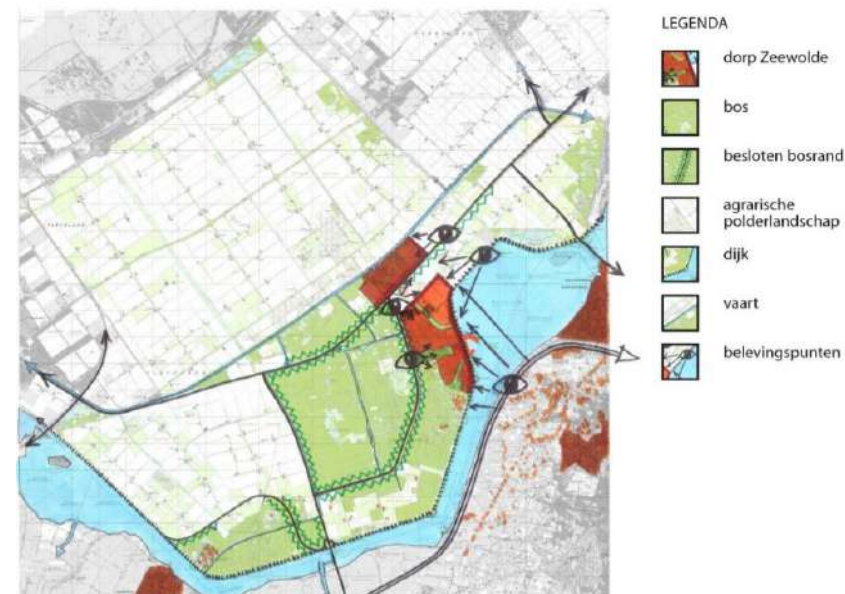 LEGENDA
dorp Zeewolde
bos
besloten bosrand
agrarische
polderlandschap
dijk
vaart
belevingspunten